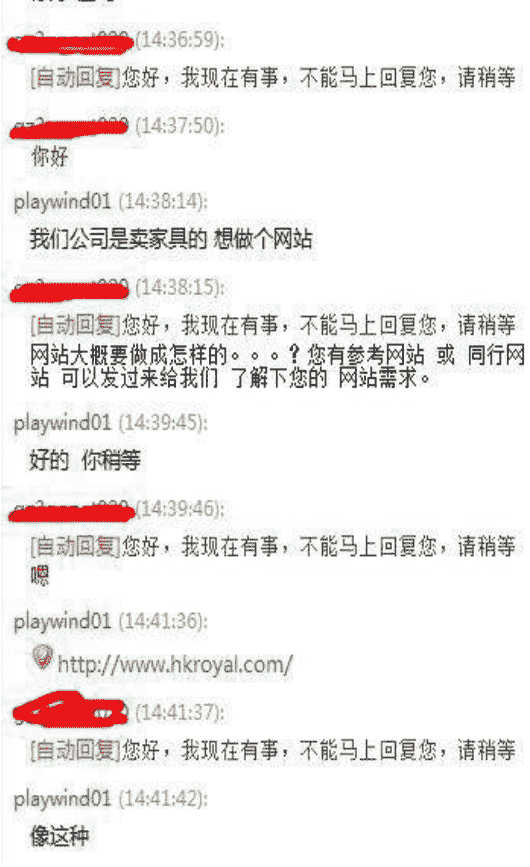 (14:36:59):
[自动回复]您好，我现在有事，不能马上回复您，请稍等
(14:37:50):
你好
playwind01 (14:38:14):
我们公司是卖家具的 想做个网站
(14:38:15):
[自动回复]您好，我现在有事，不能马上回复您，请稍等
网站大概要做成怎样的。。。？您有参考网站 或 同行网
站 可以发过来给我们 了解下您的 网站需求。
playwind01 (14:39:45):
好的 你稍等
(14:39:46):
[自动回复]您好，我现在有事，不能马上回复您，请稍等
嗯
playwind01 (14:41:36):
http://www.hkroyal.com/
(14:41:37):
[自动回复]您好，我现在有事，不能马上回复您，请稍等
playwind01 (14:41:42):
像这种